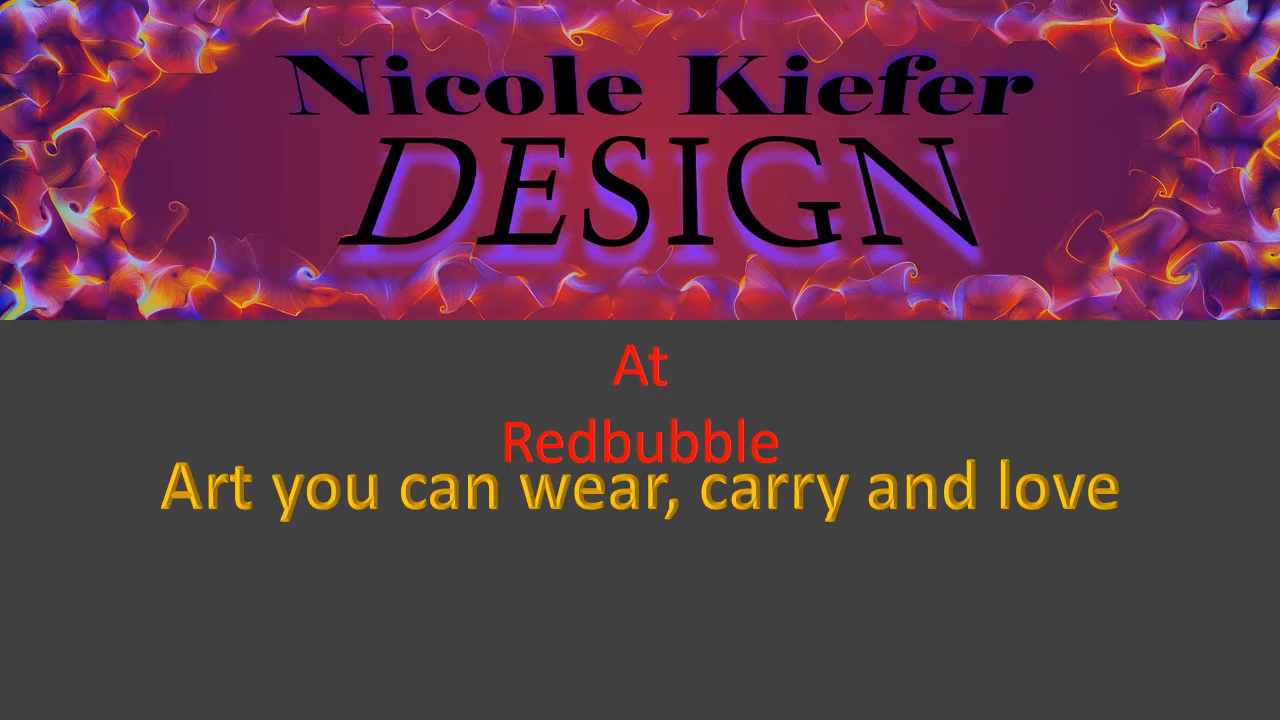 Nicole Kiefer
DESIGN
At
Redbubble
Art you can wear, carry and love